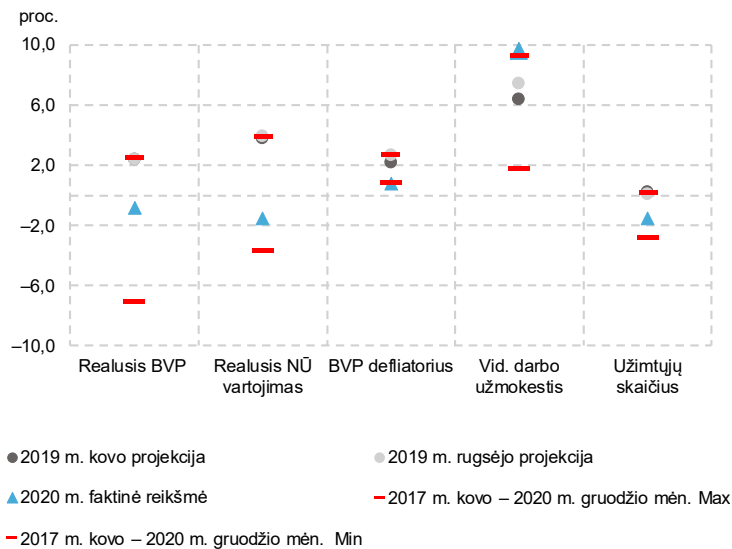 proc.
10,0
6,0
2,0
–2,0
–6,0
–10,0
Realusis BVP
Realusis NŪ
vartojimas
BVP defliatorius
Vid. darbo
užmokestis
Užimtųjų
skaičius
2019 m. kovo projekcija
2019 m. rugsėjo projekcija
2020 m. faktinė reikšmė
2017 m. kovo – 2020 m. gruodžio mėn. Max
2017 m. kovo – 2020 m. gruodžio mėn. Min